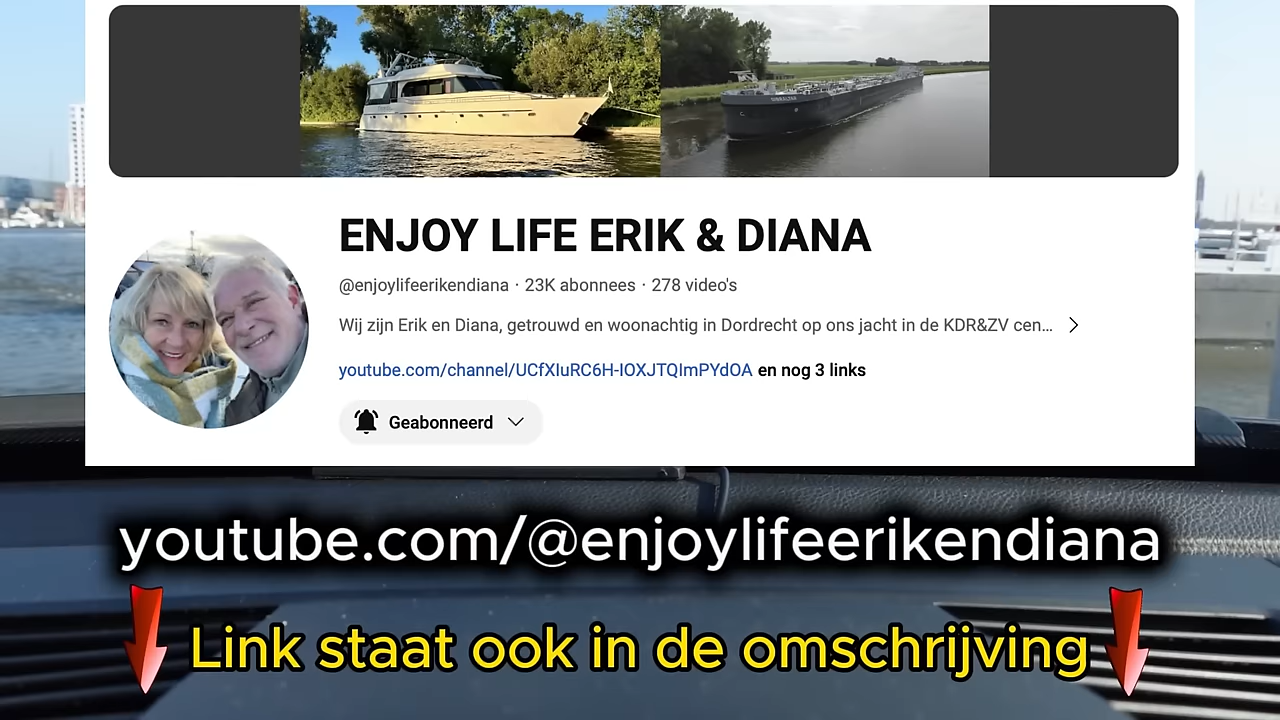 GIBRALTAR
ENJOY LIFE ERIK & DIANA
@enjoylifeerikendiana · 23K abonnees · 278 video's
Wij zijn Erik en Diana, getrouwd en woonachtig in Dordrecht op ons jacht in de KDR&ZV cen...
youtube.com/channel/UCfXIuRC6H-IOXJTQImPYdOA en nog 3 links
Geabonneerd
youtube.com/@enjoylifeerikendiana
Link staat ook in de omschrijving